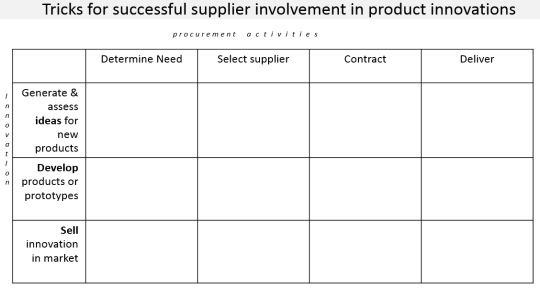 Tricks for successful supplier involvement in product innovations
procurement activities
Determine Need
Select supplier
Contract
Deliver
Innovation
Generate &
assess
ideas for
new
products
Develop
products or
prototypes
Sell
innovation
in market